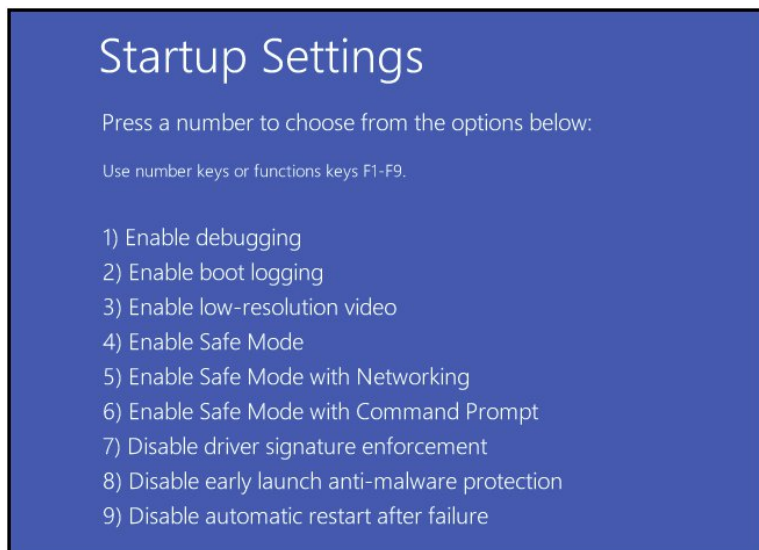 Startup Settings
Press a number to choose from the options below:
Use number keys or functions keys F1-F9.
1) Enable debugging
2) Enable boot logging
3) Enable low-resolution video
4) Enable Safe Mode
5) Enable Safe Mode with Networking
6) Enable Safe Mode with Command Prompt
7) Disable driver signature enforcement
8) Disable early launch anti-malware protection
9) Disable automatic restart after failure